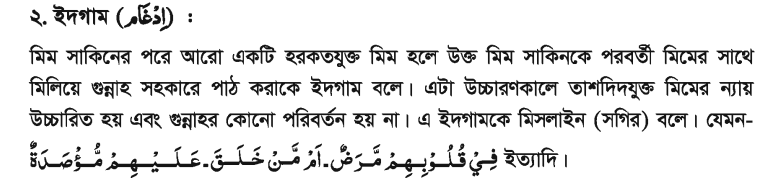 ২. ইদগাম (إِدْغَام) :
মিম সাকিনের পরে আরো একটি হরকতযুক্ত মিম হলে উক্ত মিম সাকিনকে পরবর্তী মিমের সাথে
মিলিয়ে গুন্নাহ সহকারে পাঠ করাকে ইদগাম বলে। এটা উচ্চারণকালে তাশদিদযুক্ত মিমের ন্যায়
উচ্চারিত হয় এবং গুন্নাহর কোনো পরিবর্তন হয় না। এ ইদগামকে মিসলাইন (সগির) বলে। যেমন-
فِيْ قُلُوْبِهِمْ مَّرَضٌ۔اَمْ مَّنْ خَلَقَ۔عَلَيْهِمْ مُّؤْصَدَةٌ ইত্যাদি।